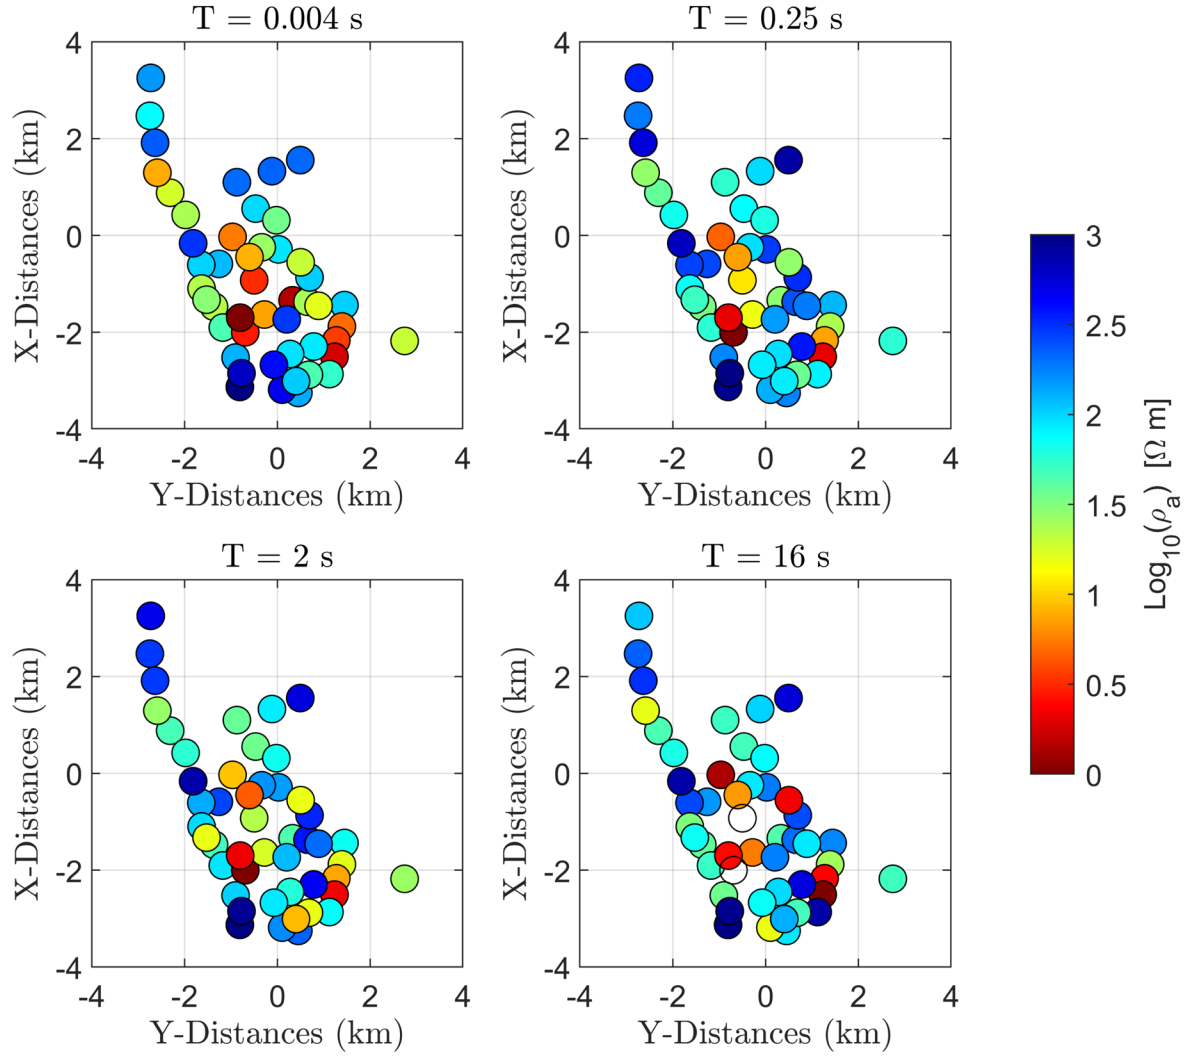 T = 0.004 s
4
2
0
-2
-4
-4 -2 0 2 4
X-Distances (km)
Y-Distances (km)
T = 0.25 s
4
2
0
-2
-4
-4 -2 0 2 4
X-Distances (km)
Y-Distances (km)
T = 2 s
4
2
0
-2
-4
-4 -2 0 2 4
X-Distances (km)
Y-Distances (km)
T = 16 s
4
2
0
-2
-4
-4 -2 0 2 4
X-Distances (km)
Y-Distances (km)
3
2.5
2
1.5
1
0.5
0
Log₁₀(ρₐ) [Ω m]